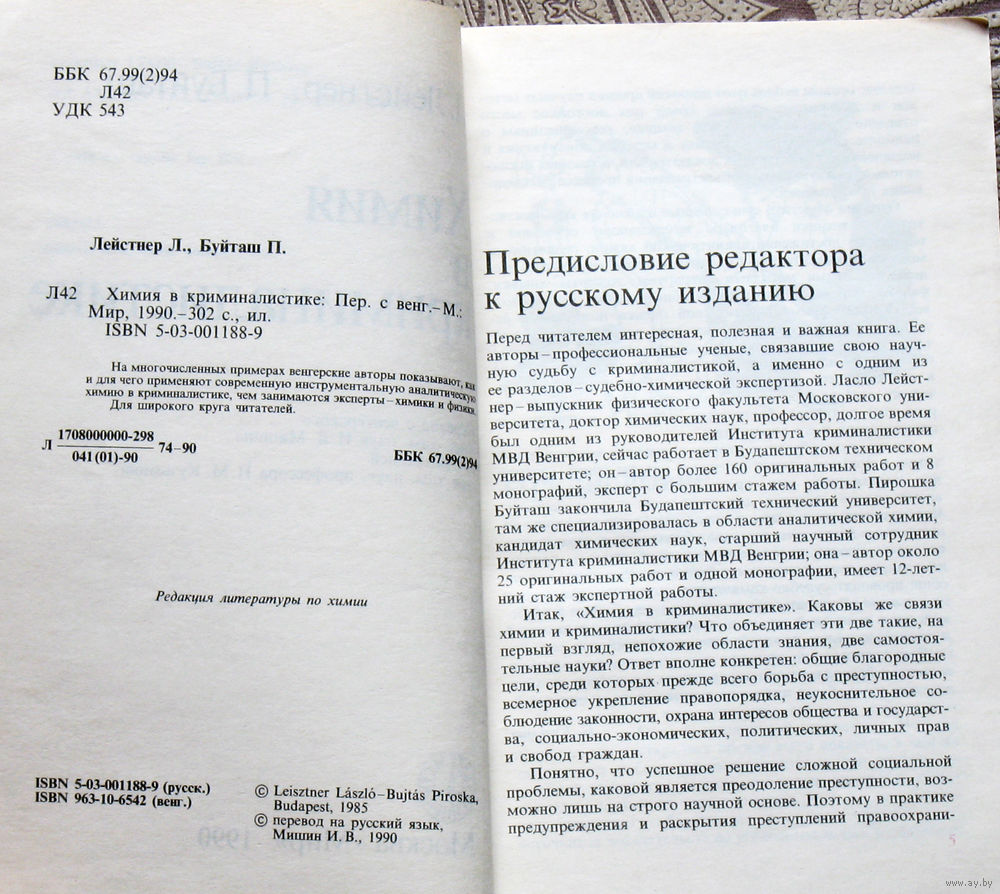 ББК 67.99(2)94
Л42
УДК 543
Лейстнер Л., Буйташ П.
Л42 Химия в криминалистике: Пер. с венг.–М.:
Мир, 1990.–302 с., ил.
ISBN 5-03-001188-9
На многочисленных примерах венгерские авторы показывают, как
и для чего применяют современную инструментальную аналитическую
химию в криминалистике, чем занимаются эксперты–химики и физики.
Для широкого круга читателей.
Л 1708000000-298
041(01)-90 74–90
ББК 67.99(2)94
Редакция литературы по химии
ISBN 5-03-001188-9 (русск.)
ISBN 963-10-6542 (венг.)
© Leisztner László–Bujtás Piroska,
Budapest, 1985
© перевод на русский язык,
Мишин И. В., 1990
Предисловие редактора
к русскому изданию
Перед читателем интересная, полезная и важная книга. Ее
авторы–профессиональные ученые, связавшие свою науч-
ную судьбу с криминалистикой, а именно с одним из
ее разделов–судебно-химической экспертизой. Ласло Лейст-
нер–выпускник физического факультета Московского уни-
верситета, доктор химических наук, профессор, долгое время
был одним из руководителей Института криминалистики
МВД Венгрии, сейчас работает в Будапештском техническом
университете; он–автор более 160 оригинальных работ и 8
монографий, эксперт с большим стажем работы. Пирошка
Буйташ закончила Будапештский технический университет,
там же специализировалась в области аналитической химии,
кандидат химических наук, старший научный сотрудник
Института криминалистики МВД Венгрии; она–автор около
25 оригинальных работ и одной монографии, имеет 12-лет-
ний стаж экспертной работы.
Итак, «Химия в криминалистике». Каковы же связи
химии и криминалистики? Что объединяет эти две такие, на
первый взгляд, непохожие области знания, две самостоя-
тельные науки? Ответ вполне конкретен: общие благородные
цели, среди которых прежде всего борьба с преступностью,
всемерное укрепление правопорядка, неукоснительное со-
блюдение законности, охрана интересов общества и государст-
ва, социально-экономических, политических, личных прав
и свобод граждан.
Понятно, что успешное решение сложной социальной
проблемы, каковой является преодоление преступности, воз-
можно лишь на строго научной основе. Поэтому в практике
предупреждения и раскрытия преступлений правоохрани-
5
www.ay.by